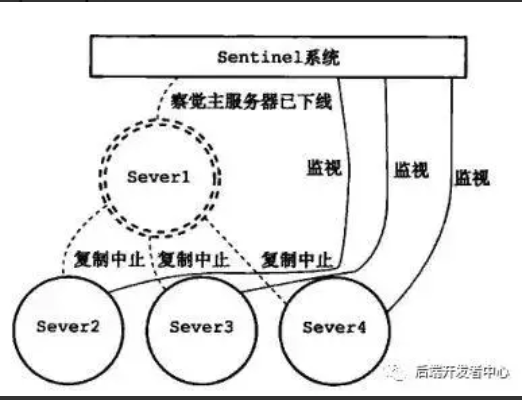 Sentinel系统
察觉主服务器已下线
Sever1
监视
监视
监视
复制中止
复制中止
复制中止
Sever2
Sever3
Sever4
后端开发者中心